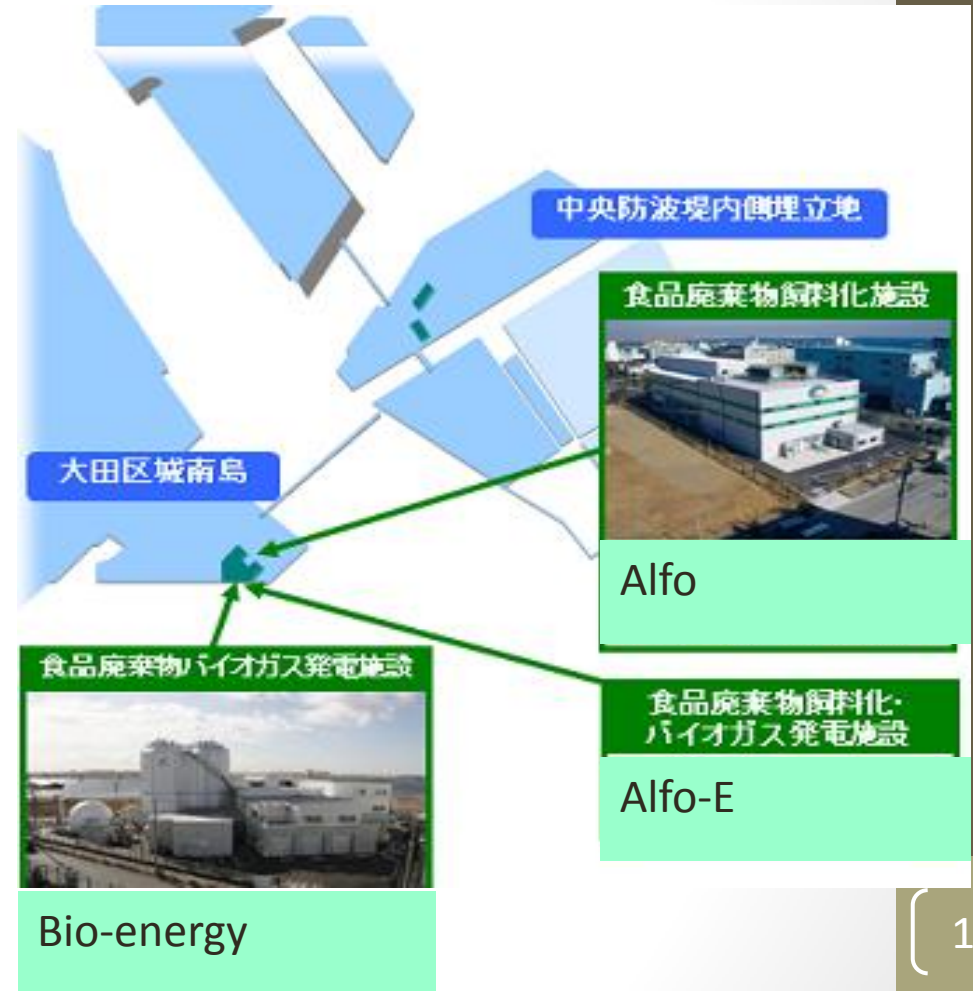 中央防波堤内側埋立地
食品廃棄物飼料化施設
Alfo
大田区城南島
食品廃棄物バイオガス発電施設
Bio-energy
食品廃棄物飼料化・
バイオガス発電施設
Alfo-E
1